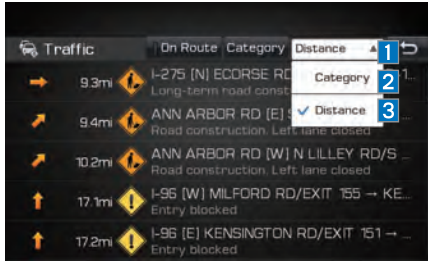 Traffic On Route Category Distance ▲ 1
Category 2
✓ Distance 3
9.3mi I-275 [N] ECORSE RD 1...
Long-term road const
9.4mi ANN ARBOR RD [E]
Road construction. Left lane closed
10.2mi ANN ARBOR RD [W] N LILLEY RD/S ...
Road construction. Left lane closed
17.1mi I-96 [W] MILFORD RD/EXIT 155 → KE...
Entry blocked
17.2mi I-96 [E] KENSINGTON RD/EXIT 151 → ...
Entry blocked